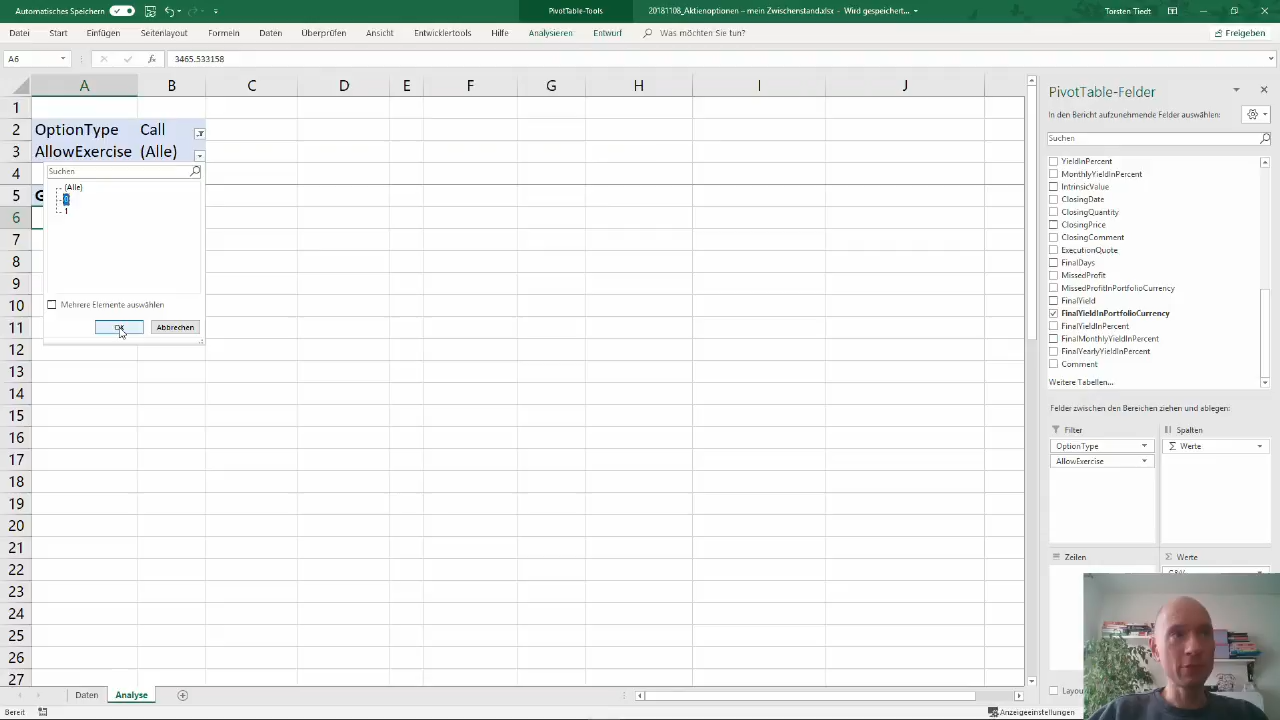 Automatisches Speichern
PivotTable-Tools
20181108_Aktienoptionen – mein Zwischenstand.xlsx – Wird gespeichert...
Torsten Tiedt
Datei Start Einfügen Seitenlayout Formeln Daten Überprüfen Ansicht Entwicklertools Hilfe Analysieren Entwurf Was möchten Sie tun? Freigeben
A6 fx 3465.533158
A B C D E F G H I J
1
2 OptionType Call
3 AllowExercise (Alle)
4
5
6
7
8
9
10
11
12
13
14
15
16
17
18
19
20
21
22
23
24
25
26
27
Suchen
(Alle)
0
1
Mehrere Elemente auswählen
OK Abbrechen
PivotTable-Felder
In den Bericht aufzunehmende Felder auswählen:
Suchen
YieldInPercent
MonthlyYieldInPercent
IntrinsicValue
ClosingDate
ClosingQuantity
ClosingPrice
ClosingComment
ExecutionQuote
FinalDays
MissedProfit
MissedProfitInPortfolioCurrency
FinalYield
FinalYieldInPortfolioCurrency
FinalYieldInPercent
FinalMonthlyYieldInPercent
FinalYearlyYieldInPercent
Comment
Weitere Tabellen...
Felder zwischen den Bereichen ziehen und ablegen:
Filter Spalten
OptionType Σ Werte
AllowExercise
Zeilen Σ Werte
Daten Analyse
Bereit
Anzeigeeinstellungen